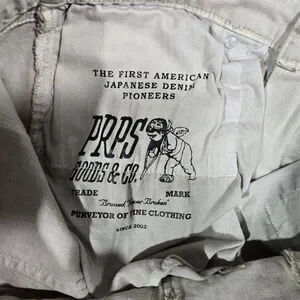 THE FIRST AMERICAN
JAPANESE DENIM
PIONEERS
PRPS
GOODS & CO.
TRADE MARK
"Bruised, Never Broken"
PURVEYOR OF FINE CLOTHING
SINCE 2002